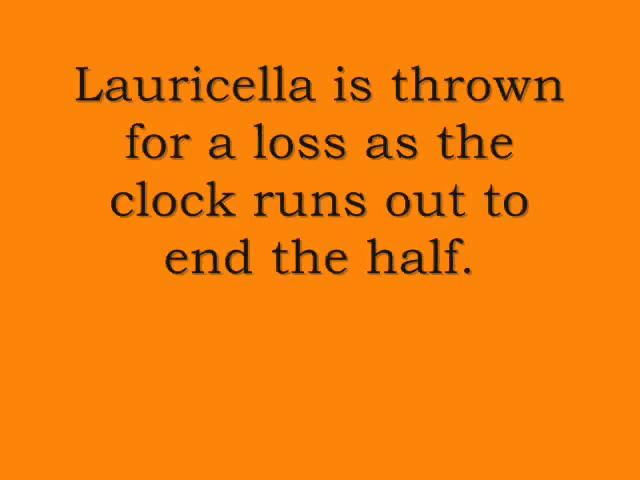 Lauricella is thrown
for a loss as the
clock runs out to
end the half.